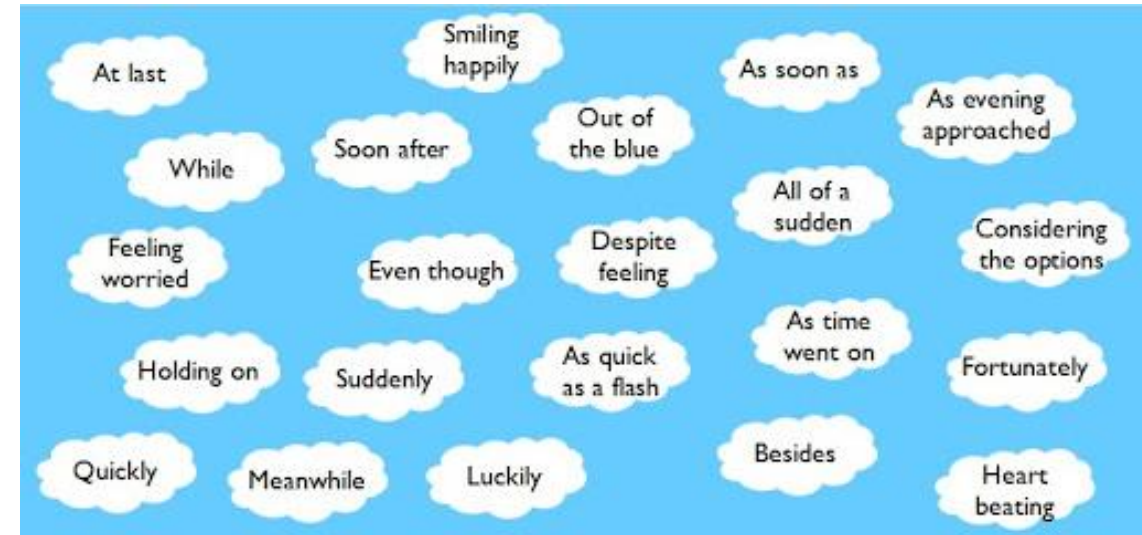 At last
Smiling
happily
As soon as
As evening
approached
While
Soon after
Out of
the blue
All of a
sudden
Considering
the options
Feeling
worried
Even though
Despite
feeling
As time
went on
Holding on
Suddenly
As quick
as a flash
Fortunately
Quickly
Meanwhile
Luckily
Besides
Heart
beating